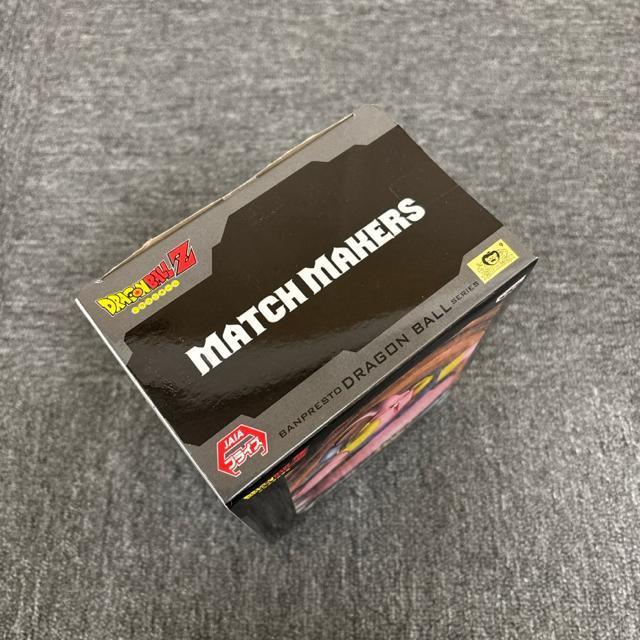 DRAGON BALL Z
MATCH MAKERS
BANPRESTO DRAGON BALL SERIES
JAIA
プライズ